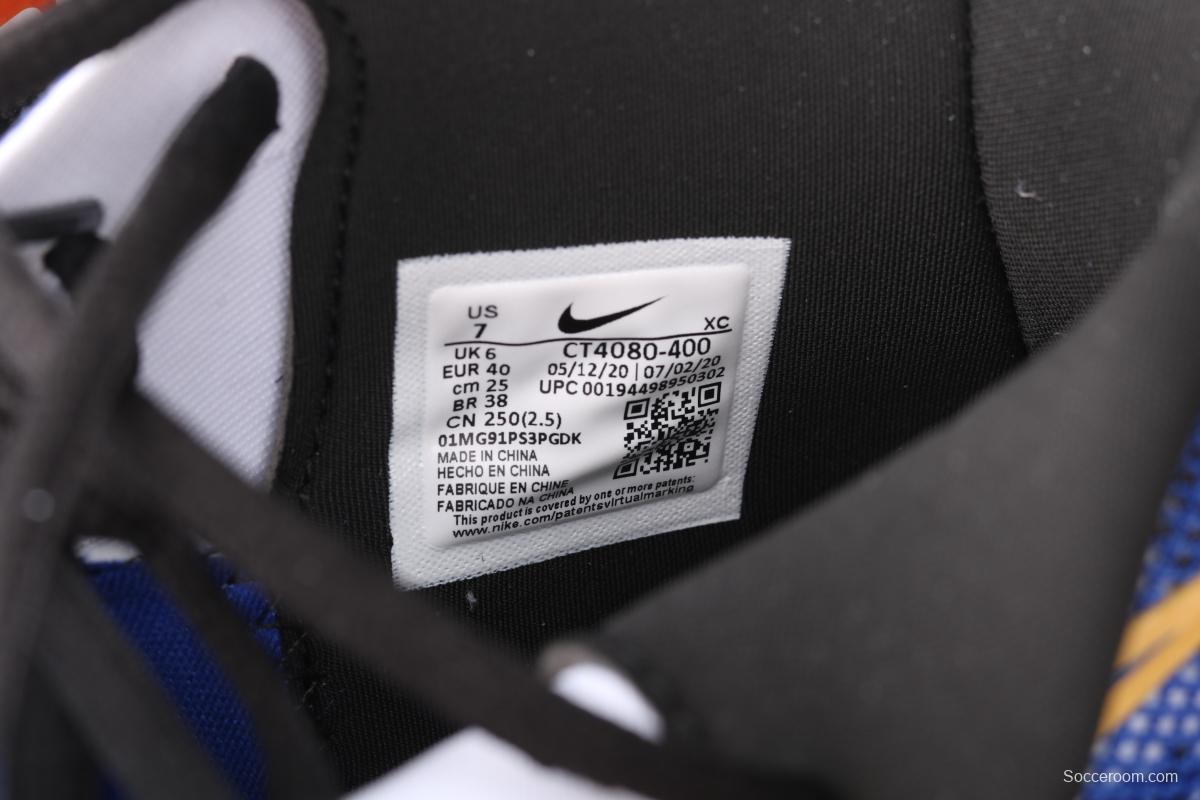 US
7
XC
UK 6
CT4080-400
EUR 40
05/12/20 | 07/02/20
cm 25
UPC 00194498950302
BR 38
CN 250(2.5)
01MG91PS3PGDK
MADE IN CHINA
HECHO EN CHINA
FABRIQUE EN CHINE
FABRICADO NA CHINA
This product is covered by one or more patents:
www.nike.com/patentsvirtualmarking
Socceroom.com